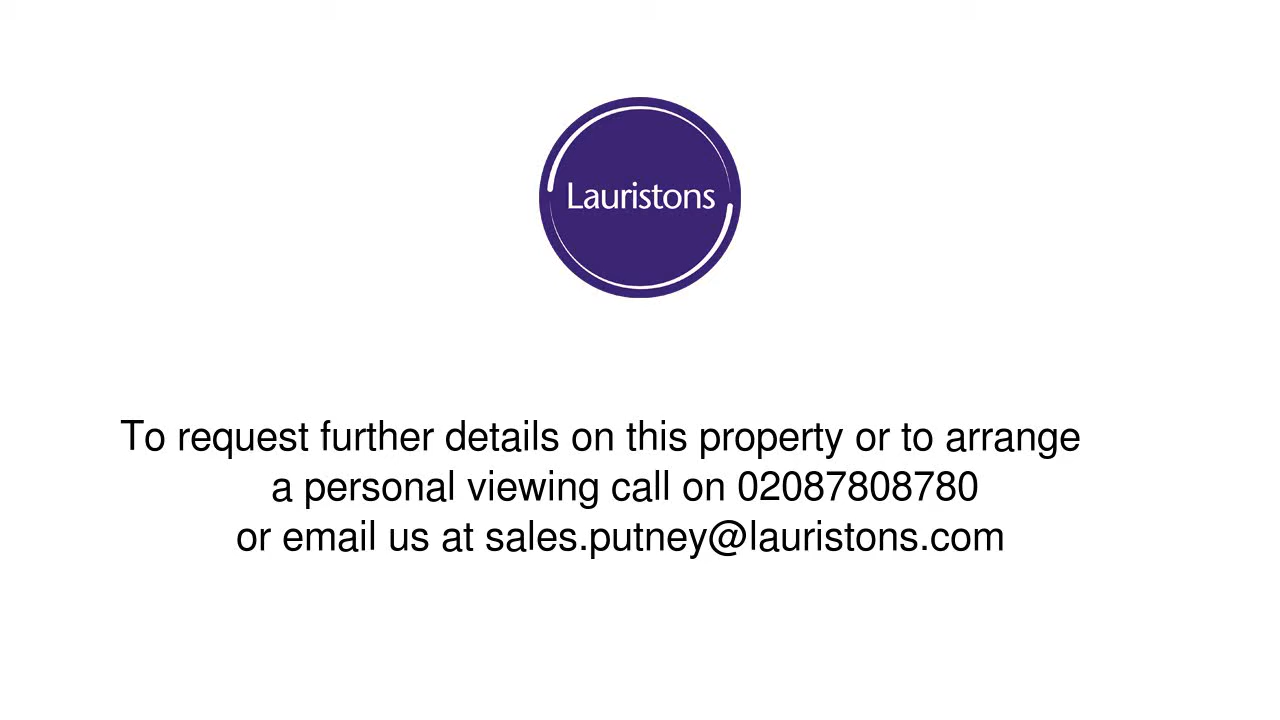 Lauristons
To request further details on this property or to arrange
a personal viewing call on 02087808780
or email us at sales.putney@lauristons.com